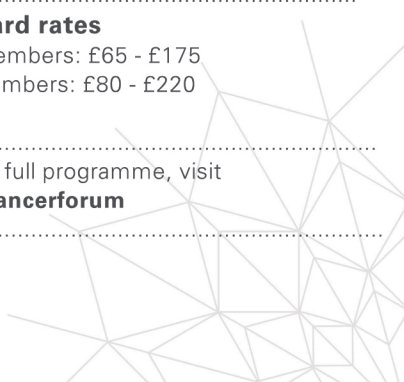 ard rates
embers: £65 - £175
mbers: £80 - £220
full programme, visit
ancerforum